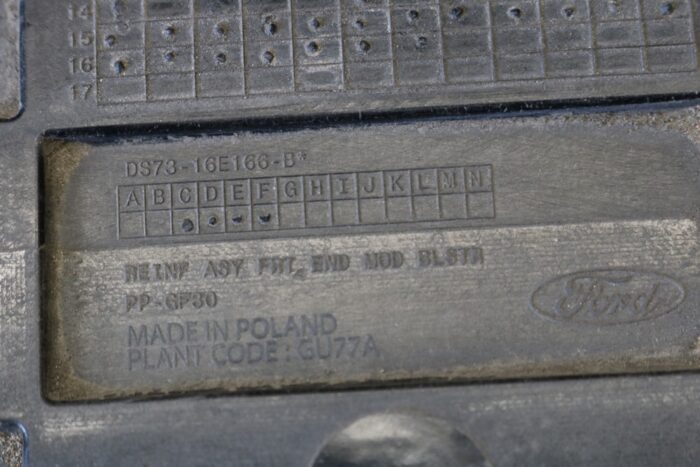 14
15
16
17
DS73-16E166-B*
A B C D E F G H I J K L M N
REINF ASY FRT END MOD BLSTR
PP-GF30
Ford
MADE IN POLAND
PLANT CODE : GU77A